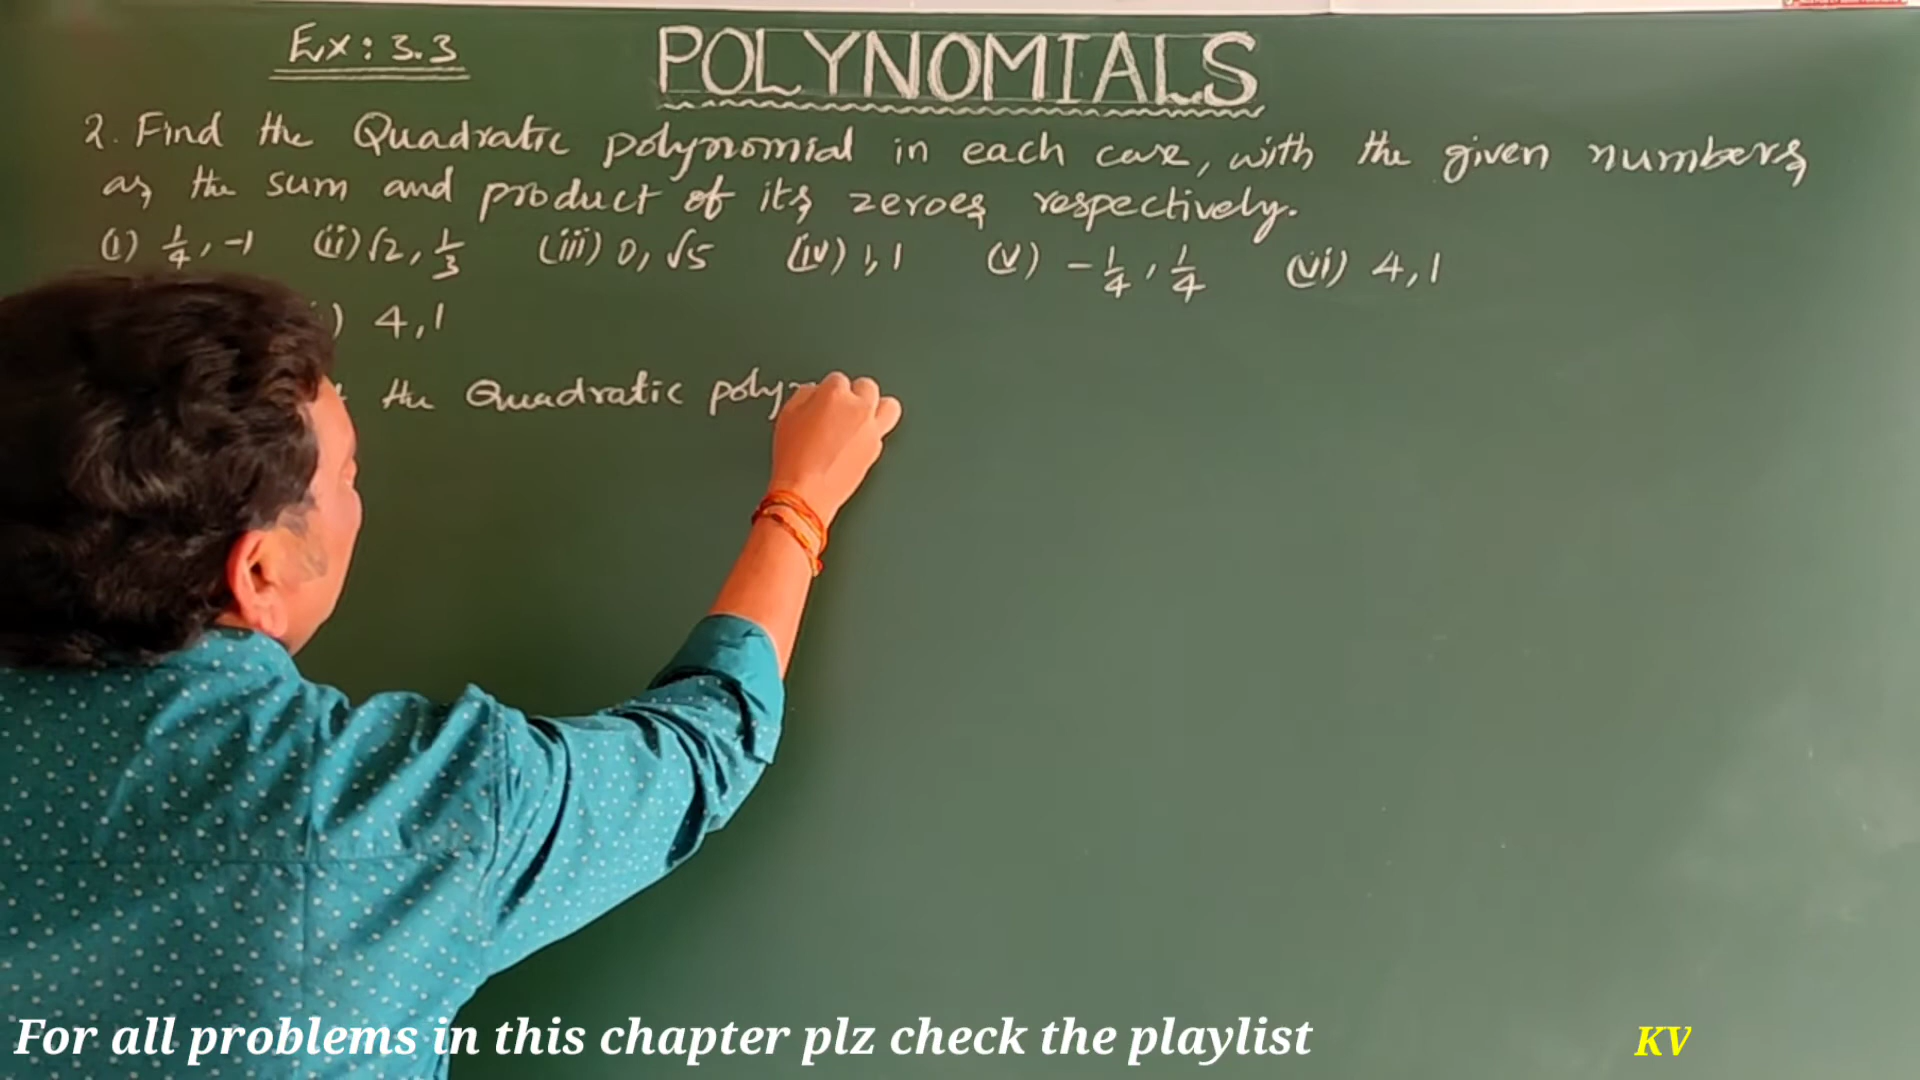 Ex: 3.3
POLYNOMIALS
2. Find the Quadratic polynomial in each case, with the given numbers
as the sum and product of its zeroes respectively.
(i) 1/4, -1 (ii) √2, 1/3 (iii) 0, √5 (iv) 1, 1 (v) -1/4, 1/4 (vi) 4, 1
) 4, 1
the Quadratic poly
For all problems in this chapter plz check the playlist
KV